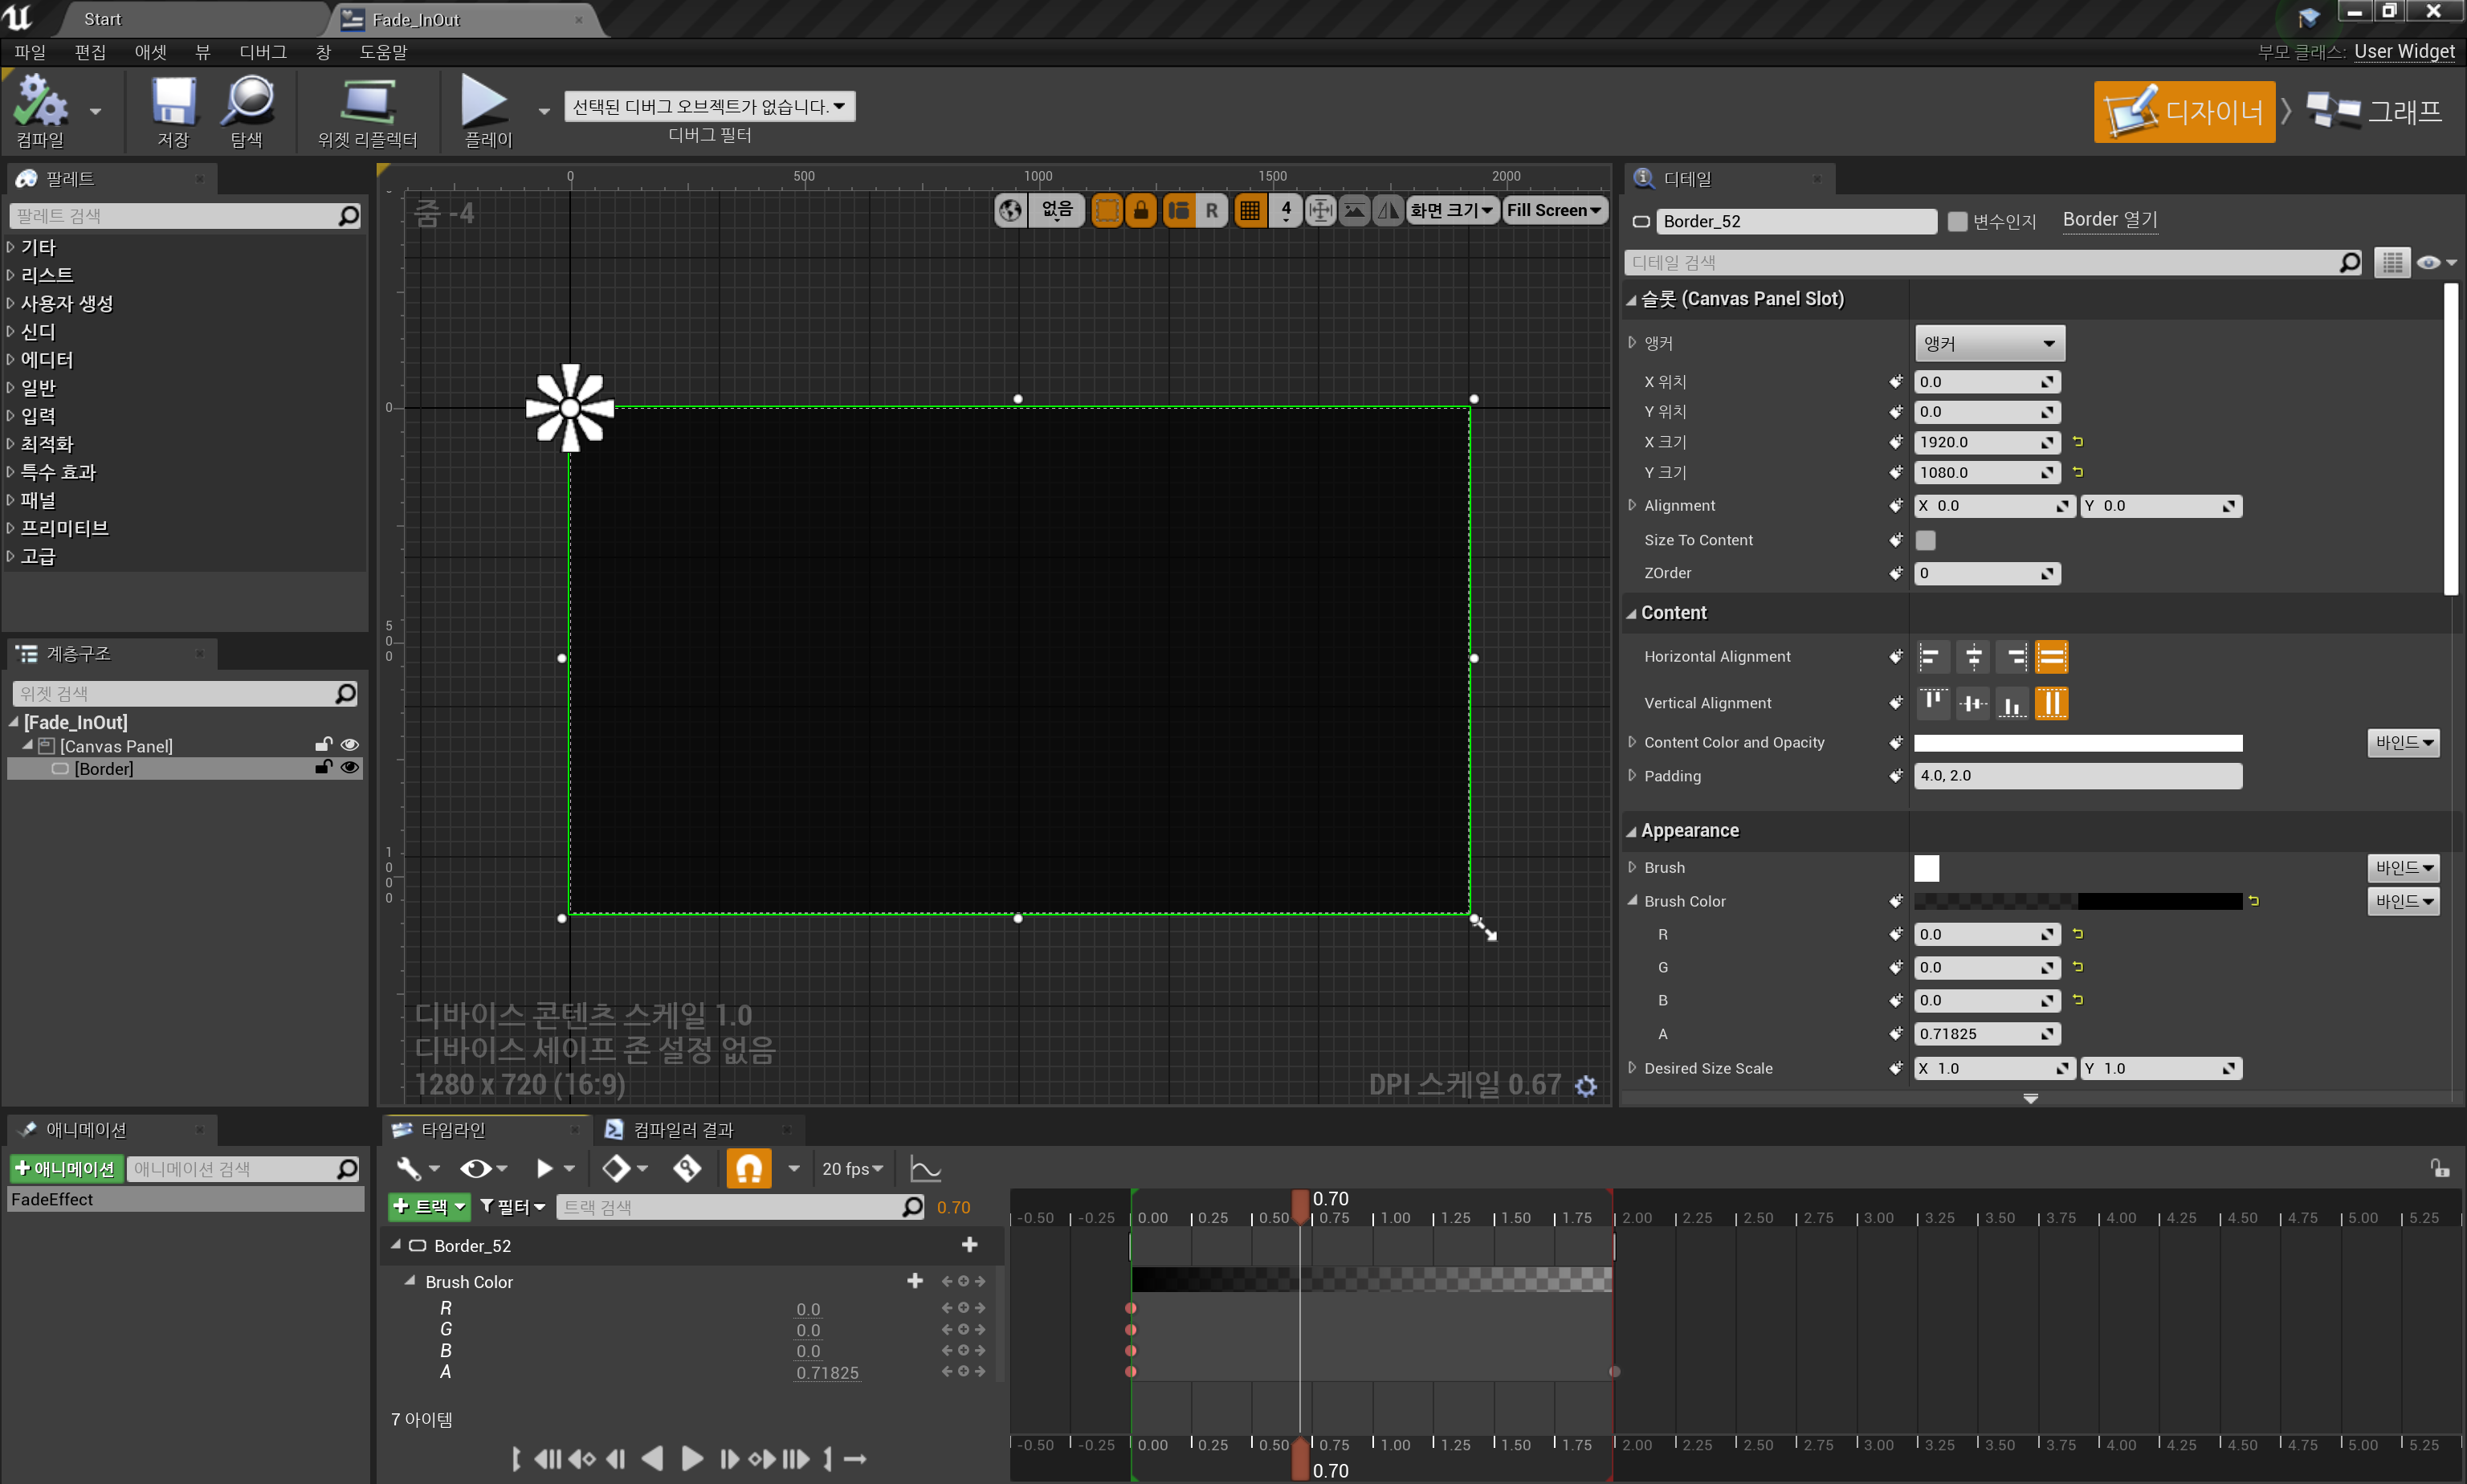 Start
Fade_InOut
파일 편집 애셋 뷰 디버그 창 도움말
부모 클래스: User Widget
컴파일
저장
탐색
위젯 리플렉터
플레이
선택된 디버그 오브젝트가 없습니다.
디버그 필터
디자이너
그래프
팔레트
팔레트 검색
기타
리스트
사용자 생성
신디
에디터
일반
입력
최적화
특수 효과
패널
프리미티브
고급
계층구조
위젯 검색
[Fade_InOut]
[Canvas Panel]
[Border]
0 500 1000 1500 2000
줌 -4
없음
R
4
화면 크기
Fill Screen
0
500
1000
디바이스 콘텐츠 스케일 1.0
디바이스 세이프 존 설정 없음
1280 x 720 (16:9)
DPI 스케일 0.67
디테일
Border_52
변수인지
Border 열기
디테일 검색
슬롯 (Canvas Panel Slot)
앵커 앵커
X 위치 0.0
Y 위치 0.0
X 크기 1920.0
Y 크기 1080.0
Alignment X 0.0 Y 0.0
Size To Content
ZOrder 0
Content
Horizontal Alignment
Vertical Alignment
Content Color and Opacity 바인드
Padding 4.0, 2.0
Appearance
Brush 바인드
Brush Color 바인드
R 0.0
G 0.0
B 0.0
A 0.71825
Desired Size Scale X 1.0 Y 1.0
애니메이션
애니메이션
애니메이션 검색
FadeEffect
타임라인
컴파일러 결과
20 fps
트랙
필터
트랙 검색
0.70
Border_52
Brush Color
R 0.0
G 0.0
B 0.0
A 0.71825
7 아이템
0.70
-0.50 -0.25 0.00 0.25 0.50 0.75 1.00 1.25 1.50 1.75 2.00 2.25 2.50 2.75 3.00 3.25 3.50 3.75 4.00 4.25 4.50 4.75 5.00 5.25
-0.50 -0.25 0.00 0.25 0.50 0.75 1.00 1.25 1.50 1.75 2.00 2.25 2.50 2.75 3.00 3.25 3.50 3.75 4.00 4.25 4.50 4.75 5.00 5.25
0.70